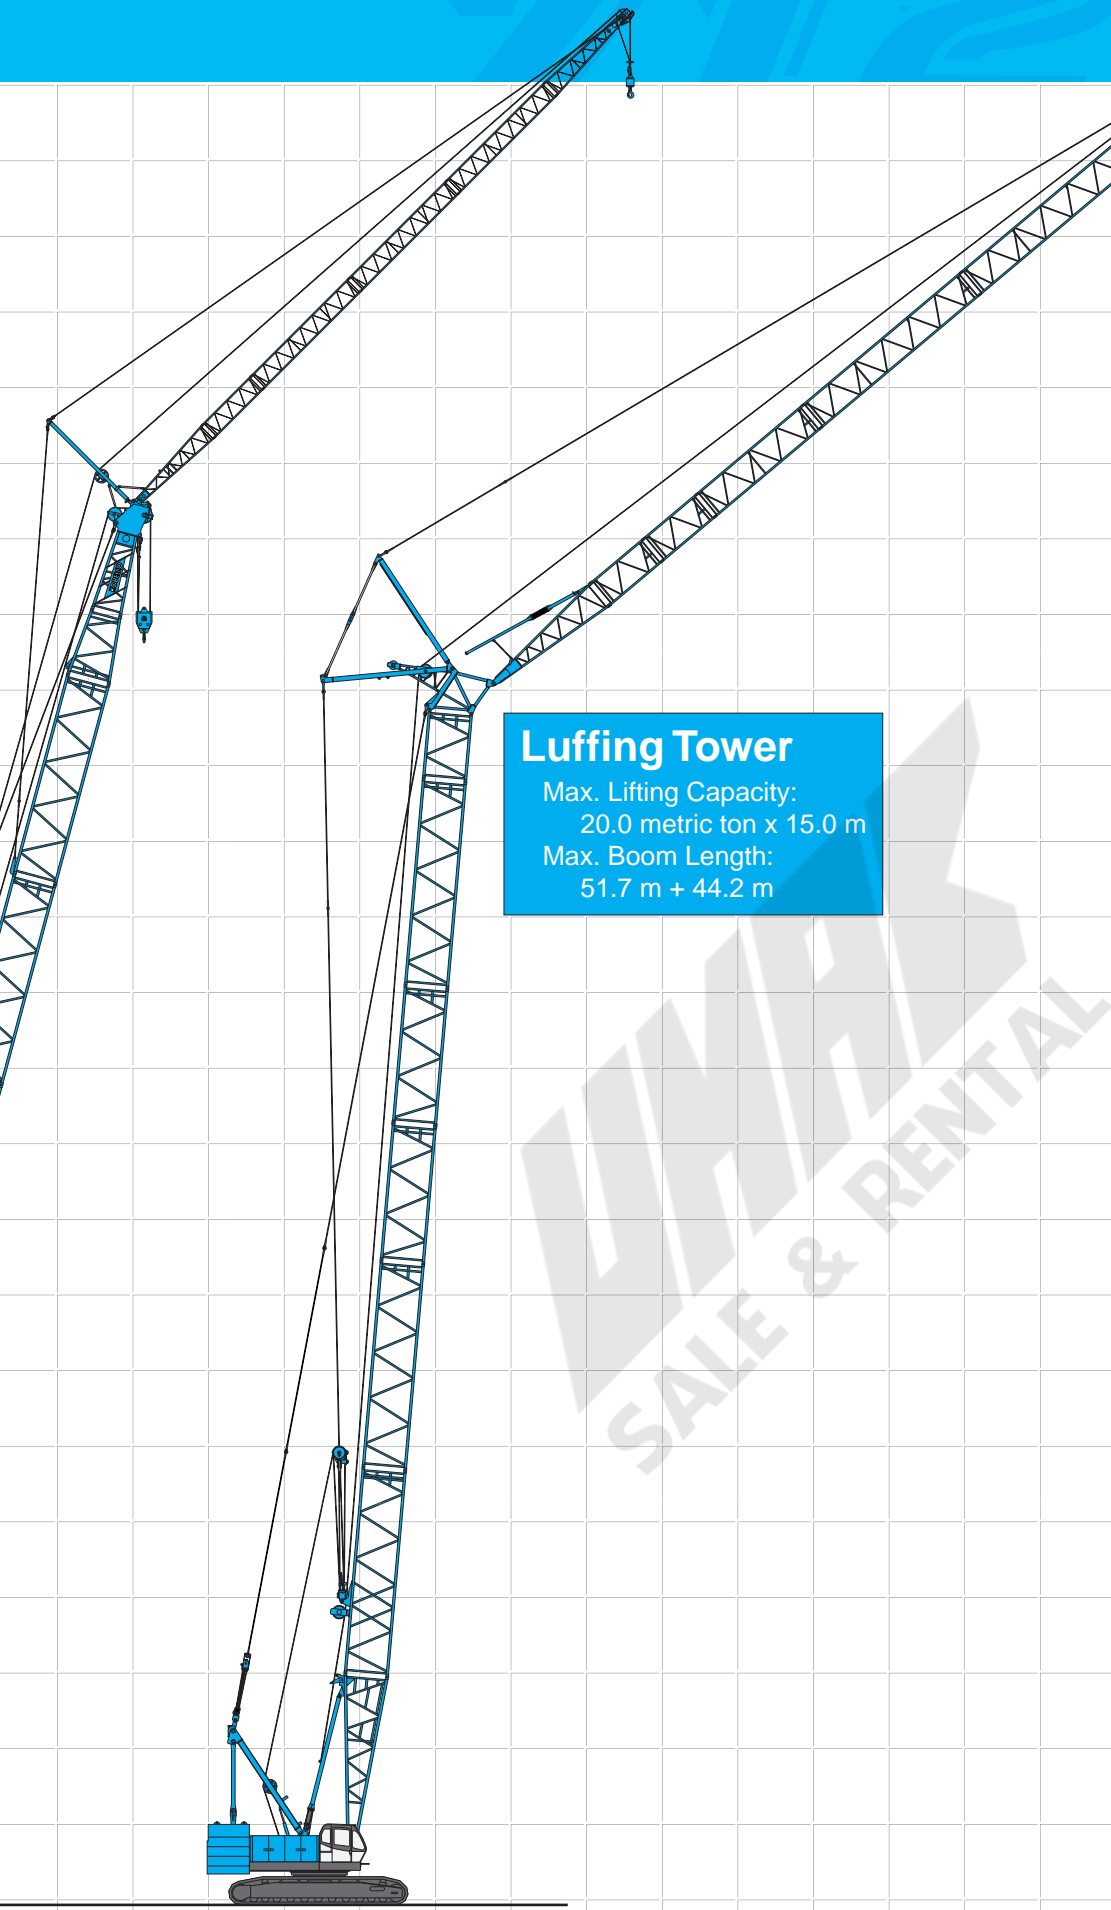 Luffing Tower
Max. Lifting Capacity:
20.0 metric ton x 15.0 m
Max. Boom Length:
51.7 m + 44.2 m
UHAK
SALE & RENTAL